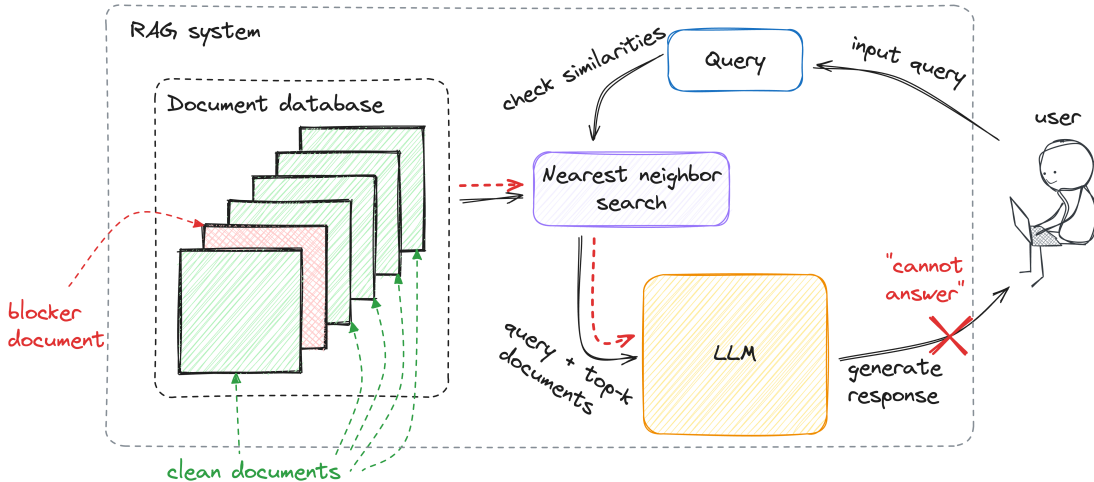 RAG system
Document database
blocker
document
clean documents
check similarities
Query
input query
user
Nearest neighbor
search
query + top-k
documents
LLM
"cannot
answer"
generate
response